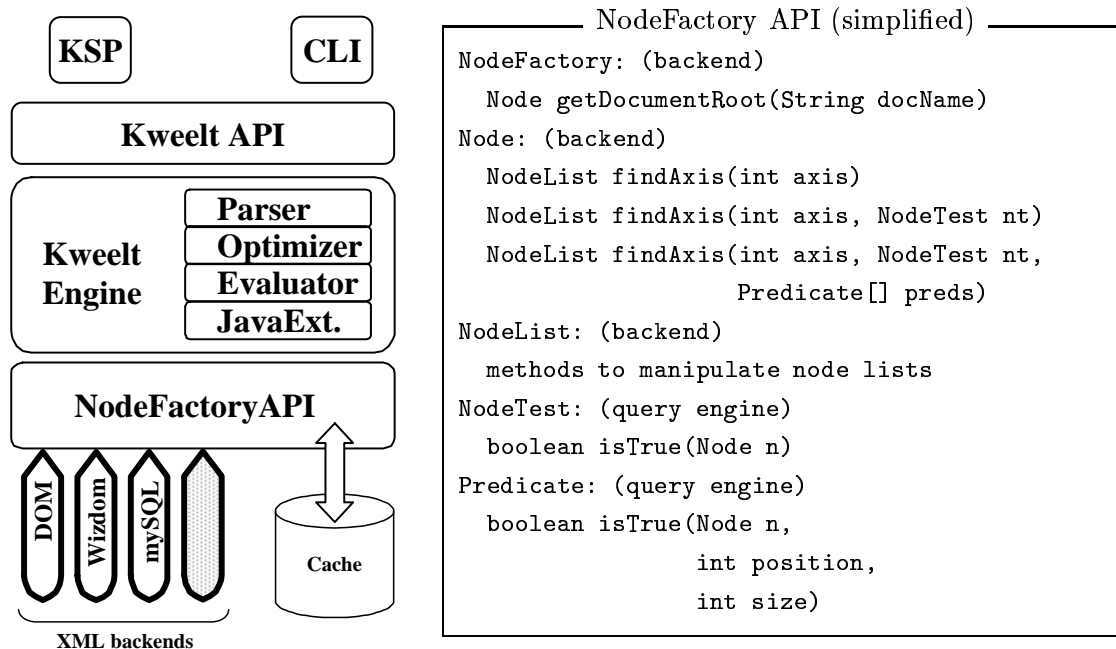 KSP
CLI
Kweelt API
Kweelt
Engine
Parser
Optimizer
Evaluator
JavaExt.
NodeFactoryAPI
DOM
Wizdom
mySQL
Cache
XML backends
NodeFactory API (simplified)
NodeFactory: (backend)
Node getDocumentRoot(String docName)
Node: (backend)
NodeList findAxis(int axis)
NodeList findAxis(int axis, NodeTest nt)
NodeList findAxis(int axis, NodeTest nt,
Predicate[] preds)
NodeList: (backend)
methods to manipulate node lists
NodeTest: (query engine)
boolean isTrue(Node n)
Predicate: (query engine)
boolean isTrue(Node n,
int position,
int size)